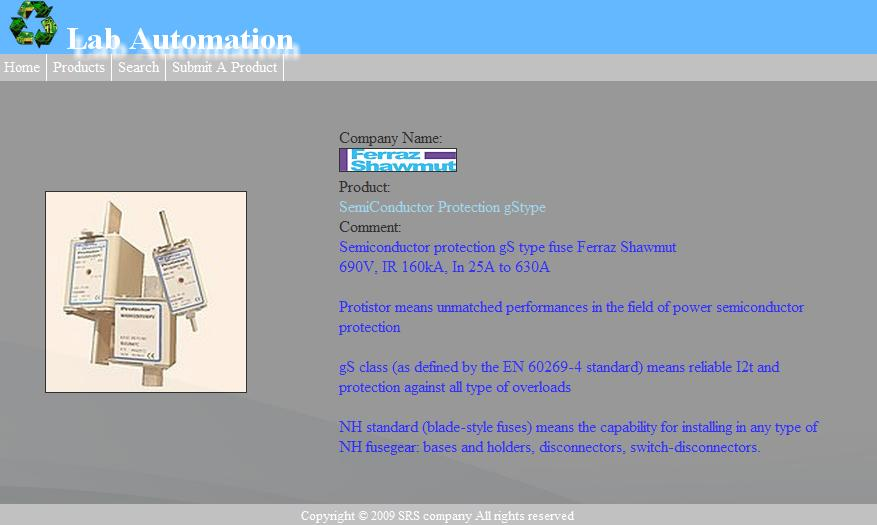 Lab Automation
Home
Products
Search
Submit A Product
Company Name:
Ferraz
Shawmut
Product:
SemiConductor Protection gStype
Comment:
Semiconductor protection gS type fuse Ferraz Shawmut
690V, IR 160kA, In 25A to 630A
Protistor means unmatched performances in the field of power semiconductor
protection
gS class (as defined by the EN 60269-4 standard) means reliable I2t and
protection against all type of overloads
NH standard (blade-style fuses) means the capability for installing in any type of
NH fusegear: bases and holders, disconnectors, switch-disconnectors.
Protistor
Protistor
Protistor
Copyright © 2009 SRS company All rights reserved